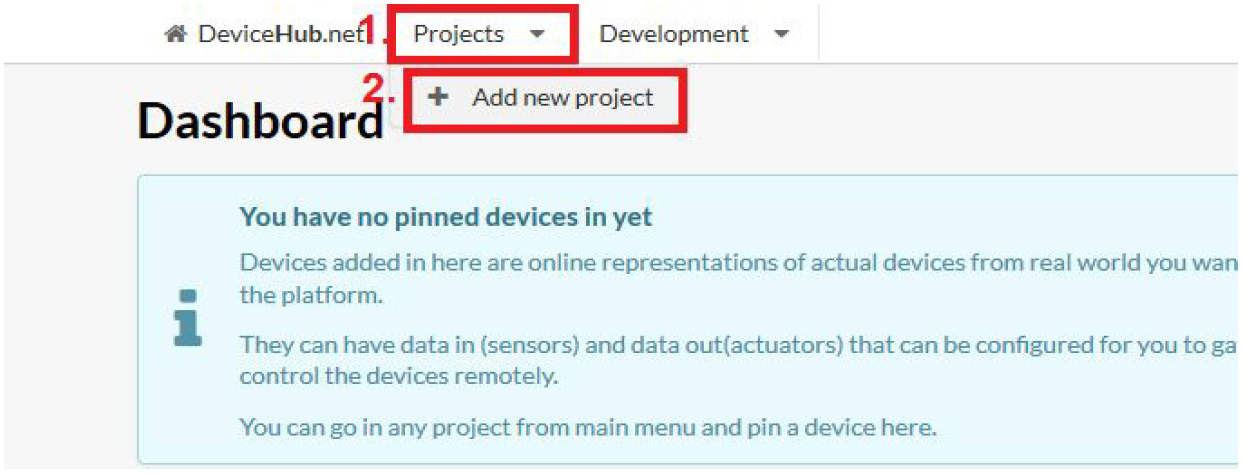 DeviceHub.net 1. Projects Development
2. + Add new project
Dashboard
You have no pinned devices in yet
Devices added in here are online representations of actual devices from real world you wan
the platform.
They can have data in (sensors) and data out(actuators) that can be configured for you to ga
control the devices remotely.
You can go in any project from main menu and pin a device here.